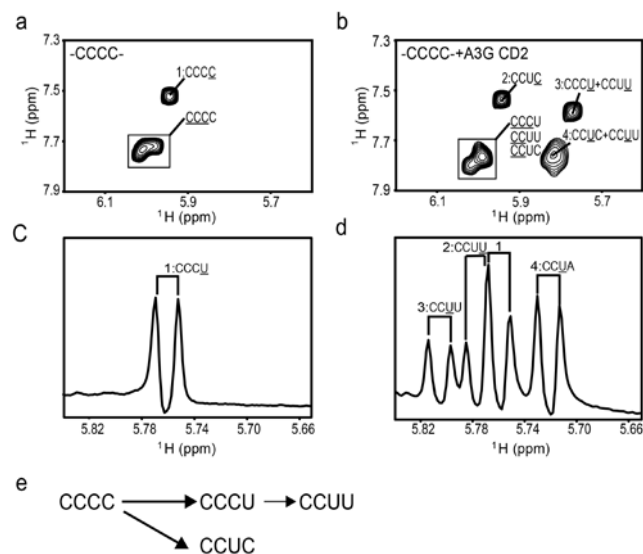 a
-CCCC-
1:CCCC
CCCC
7.3
7.5
7.7
7.9
¹H (ppm)
6.1
5.9
5.7
¹H (ppm)
b
-CCCC-+A3G CD2
2:CCUC
3:CCCU+CCUU
CCCU
CCUU
CCUC
4:CCUC+CCUU
7.3
7.5
7.7
7.9
¹H (ppm)
6.1
5.9
5.7
¹H (ppm)
C
1:CCCU
5.82
5.78
5.74
5.70
5.66
¹H (ppm)
d
2:CCUU
1
4:CCUA
3:CCUU
5.82
5.78
5.74
5.70
5.66
¹H (ppm)
e
CCCC
CCCU
CCUU
CCUC